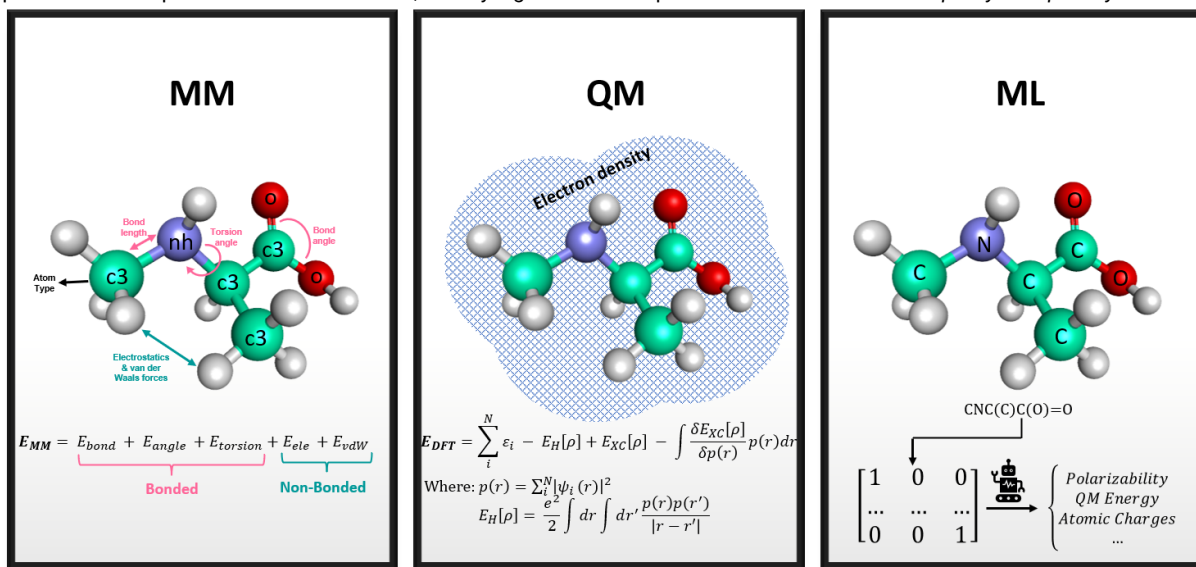 MM
Bond
length
Torsion
angle
Bond
angle
o
nh
c3
c3
c3
o
c3
Atom
Type
Electrostatics
& van der
Waals forces
E_MM = E_bond + E_angle + E_torsion + E_ele + E_vdW
Bonded
Non-Bonded
QM
Electron density
E_DFT = ∑_i^N ε_i − E_H[ρ] + E_XC[ρ] − ∫ δE_XC[ρ]/δp(r) p(r)dr
Where: p(r) = ∑_i^N|ψ_i (r)|^2
E_H[ρ] = e^2/2 ∫ dr ∫ dr′ p(r)p(r′)/|r − r′|
ML
O
N
C
C
C
O
C
CNC(C)C(O)=O
1 0 0
... ... ...
0 0 1
Polarizability
QM Energy
Atomic Charges
...